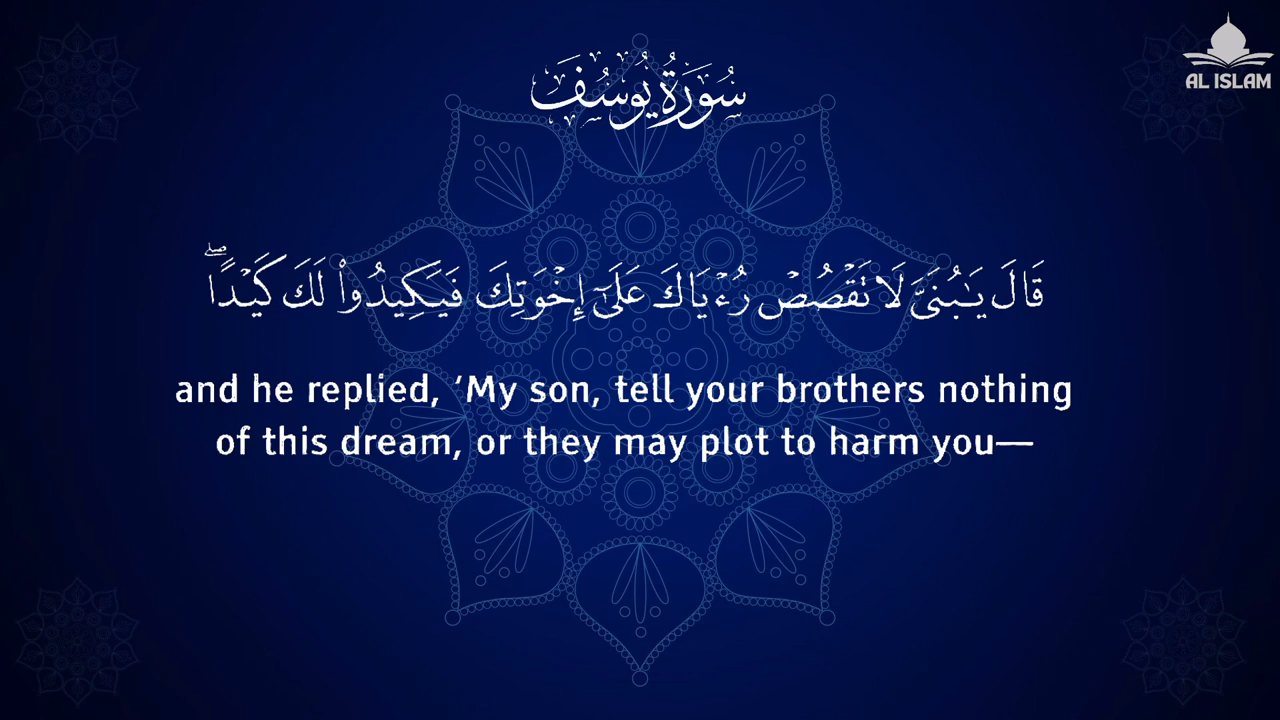 سُورَةُ يُوسُفَ
AL ISLAM
قَالَ يَـٰبُنَىَّ لَا تَقْصُصْ رُءْيَاكَ عَلَىٰٓ إِخْوَتِكَ فَيَكِيدُوا۟ لَكَ كَيْدًا ۖ
and he replied, ‘My son, tell your brothers nothing
of this dream, or they may plot to harm you—